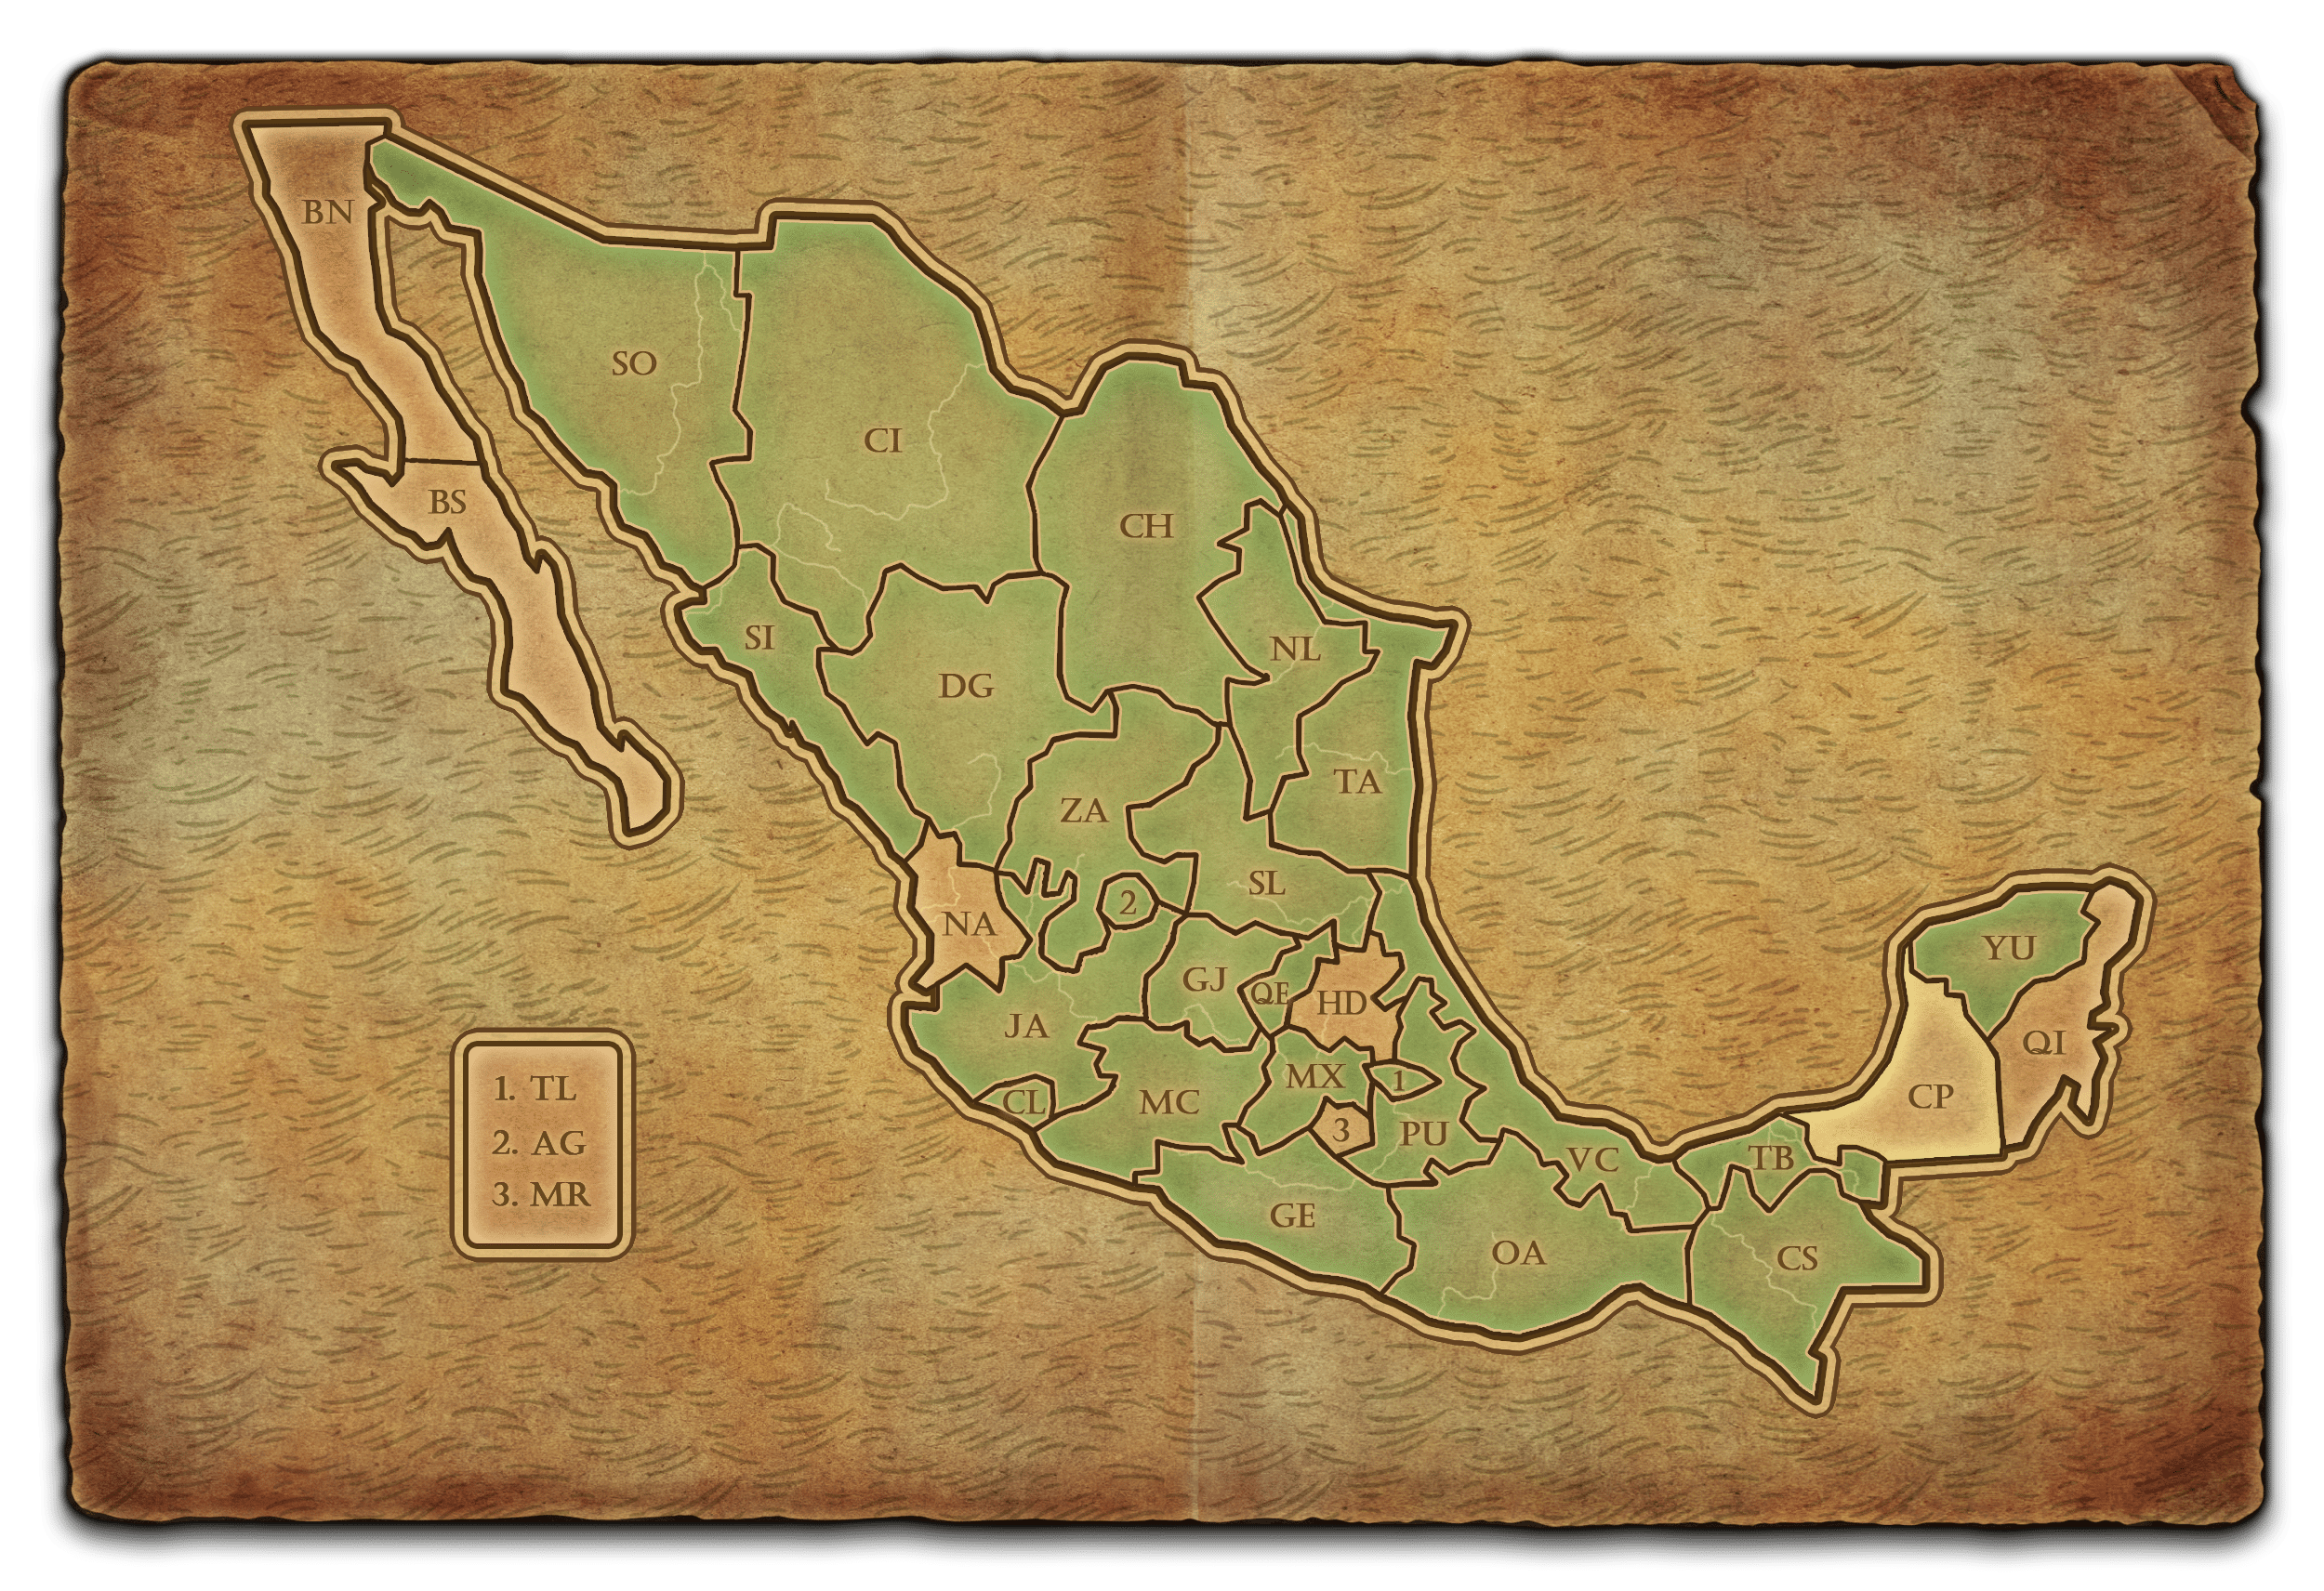 BN
SO
CI
BS
CH
SI
NL
DG
TA
ZA
SL
2
NA
YU
GJ
QE
HD
JA
QI
MX
1
CL
MC
CP
3
PU
VC
TB
GE
OA
CS
1. TL
2. AG
3. MR